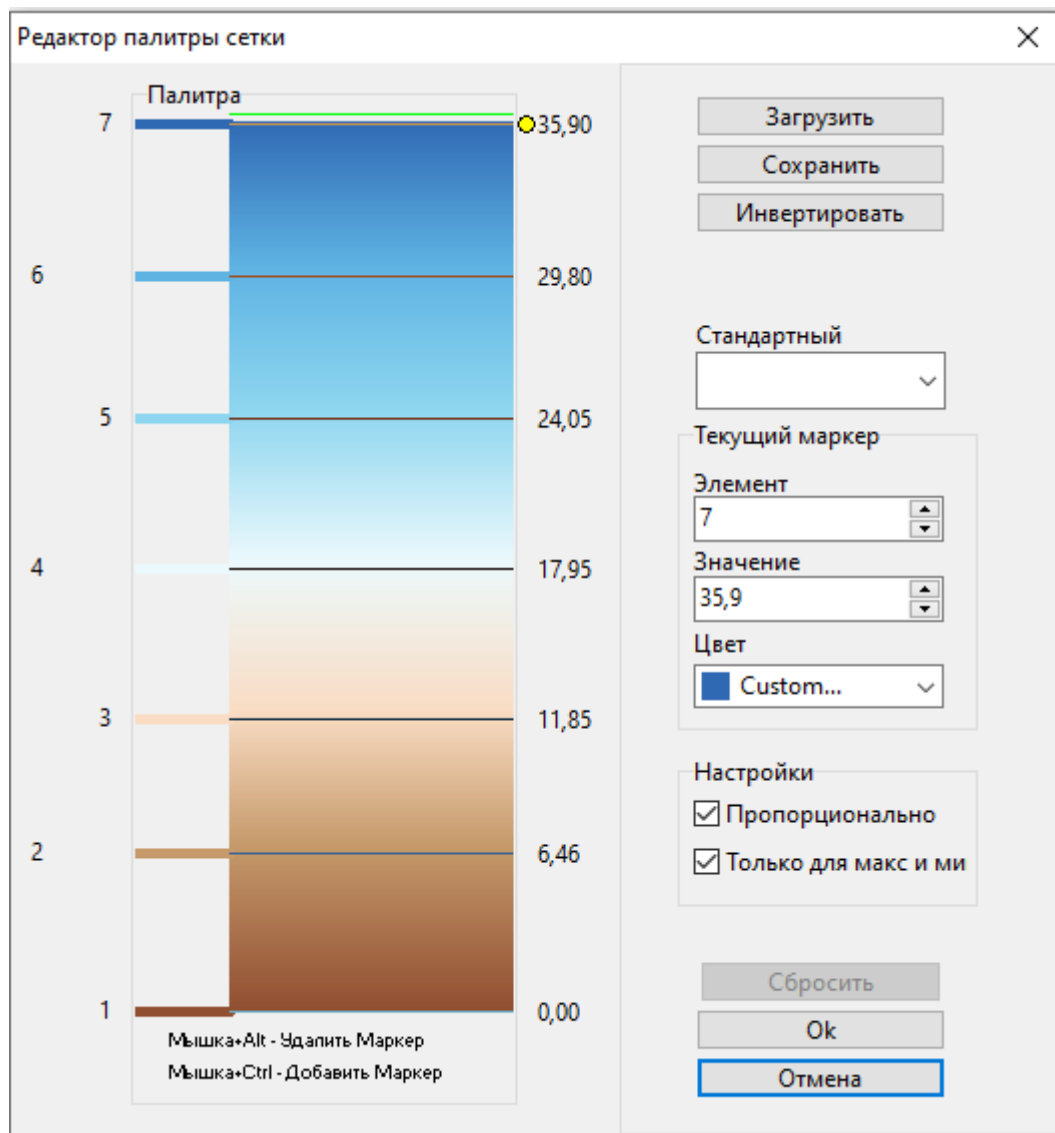 Редактор палитры сетки
Палитра
7
35,90
6
29,80
5
24,05
4
17,95
3
11,85
2
6,46
1
0,00
Мышка+Alt - Удалить Маркер
Мышка+Ctrl - Добавить Маркер
Загрузить
Сохранить
Инвертировать
Стандартный
Текущий маркер
Элемент
7
Значение
35,9
Цвет
Custom...
Настройки
Пропорционально
Только для макс и ми
Сбросить
Ok
Отмена